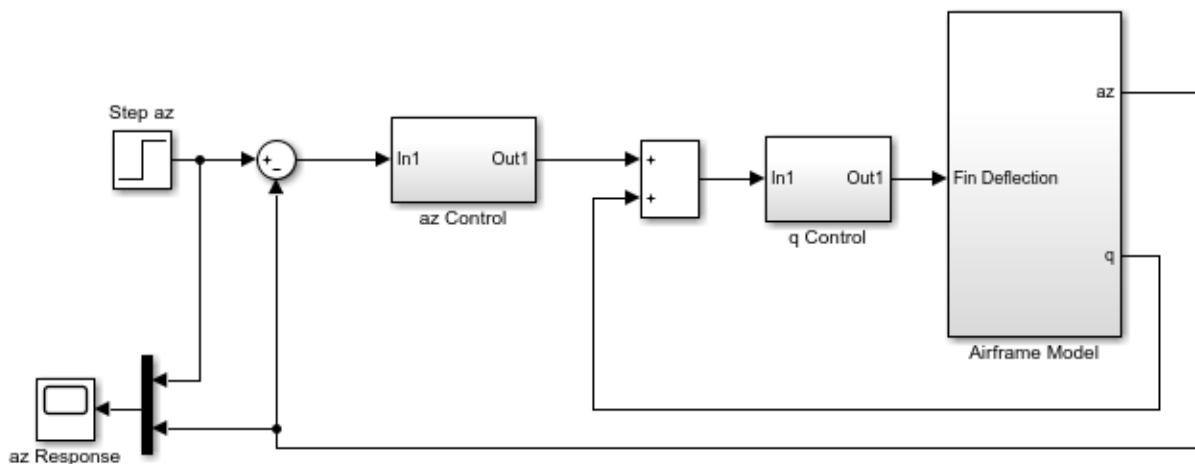 Step az
+
−
In1 Out1
az Control
+
+
In1 Out1
q Control
az
Fin Deflection
q
Airframe Model
az Response